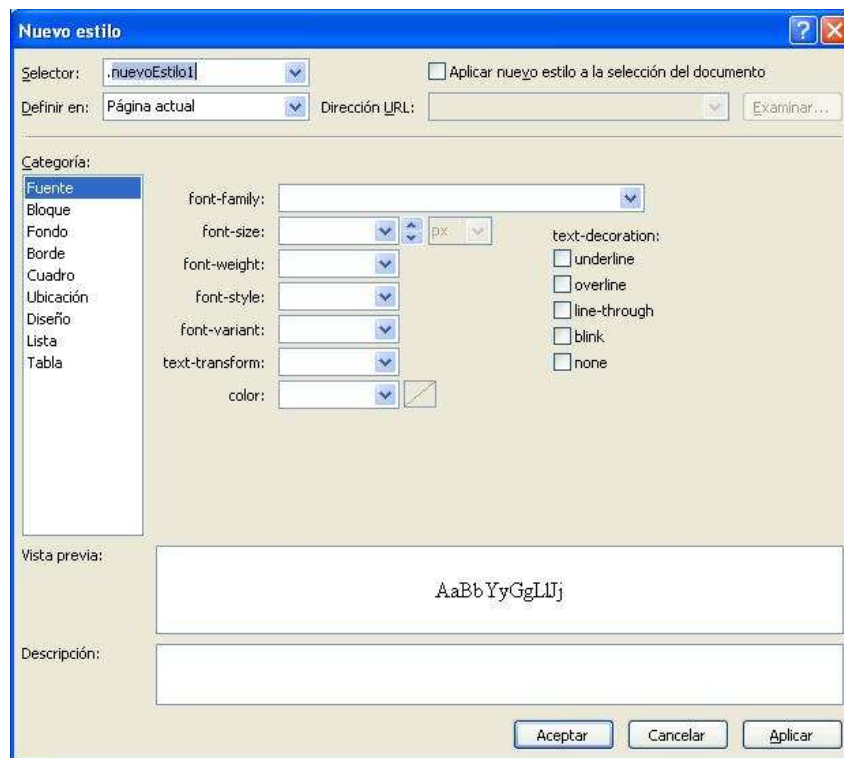 Nuevo estilo
Selector: .nuevoEstilo1 Aplicar nuevo estilo a la selección del documento
Definir en: Página actual Dirección URL: Examinar...
Categoría:
Fuente
Bloque
Fondo
Borde
Cuadro
Ubicación
Diseño
Lista
Tabla
font-family:
font-size: px
font-weight:
font-style:
font-variant:
text-transform:
color:
text-decoration:
underline
overline
line-through
blink
none
Vista previa:
AaBbYyGgLlJj
Descripción:
Aceptar Cancelar Aplicar